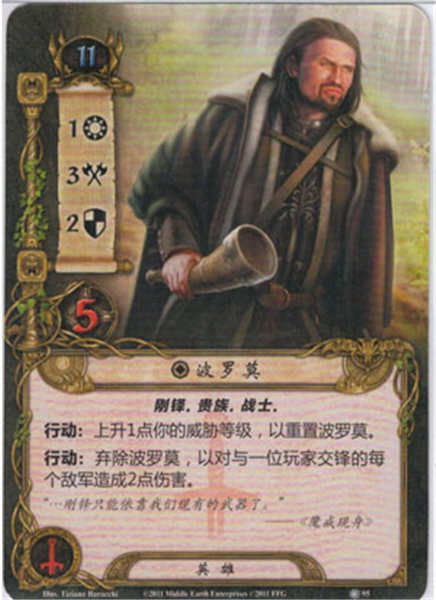 11
1
3
2
5
波罗莫
刚铎. 贵族. 战士.
行动: 上升1点你的威胁等级，以重置波罗莫。
行动: 弃除波罗莫，以对与一位玩家交锋的每
个敌军造成2点伤害。
“…刚铎只能依靠我们现有的武器了。”
——《魔戒现身》
英雄
Illus. Tiziano Baracchi
©2011 Middle Earth Enterprises ©2011 FFG
95